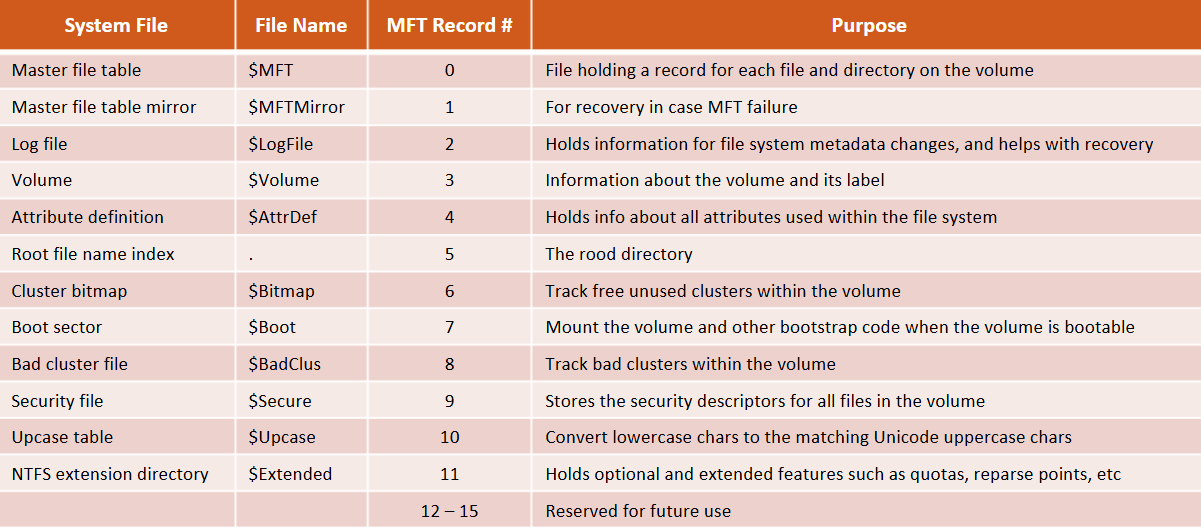 System File File Name MFT Record # Purpose
Master file table $MFT 0 File holding a record for each file and directory on the volume
Master file table mirror $MFTMirror 1 For recovery in case MFT failure
Log file $LogFile 2 Holds information for file system metadata changes, and helps with recovery
Volume $Volume 3 Information about the volume and its label
Attribute definition $AttrDef 4 Holds info about all attributes used within the file system
Root file name index . 5 The rood directory
Cluster bitmap $Bitmap 6 Track free unused clusters within the volume
Boot sector $Boot 7 Mount the volume and other bootstrap code when the volume is bootable
Bad cluster file $BadClus 8 Track bad clusters within the volume
Security file $Secure 9 Stores the security descriptors for all files in the volume
Upcase table $Upcase 10 Convert lowercase chars to the matching Unicode uppercase chars
NTFS extension directory $Extended 11 Holds optional and extended features such as quotas, reparse points, etc
12 – 15 Reserved for future use